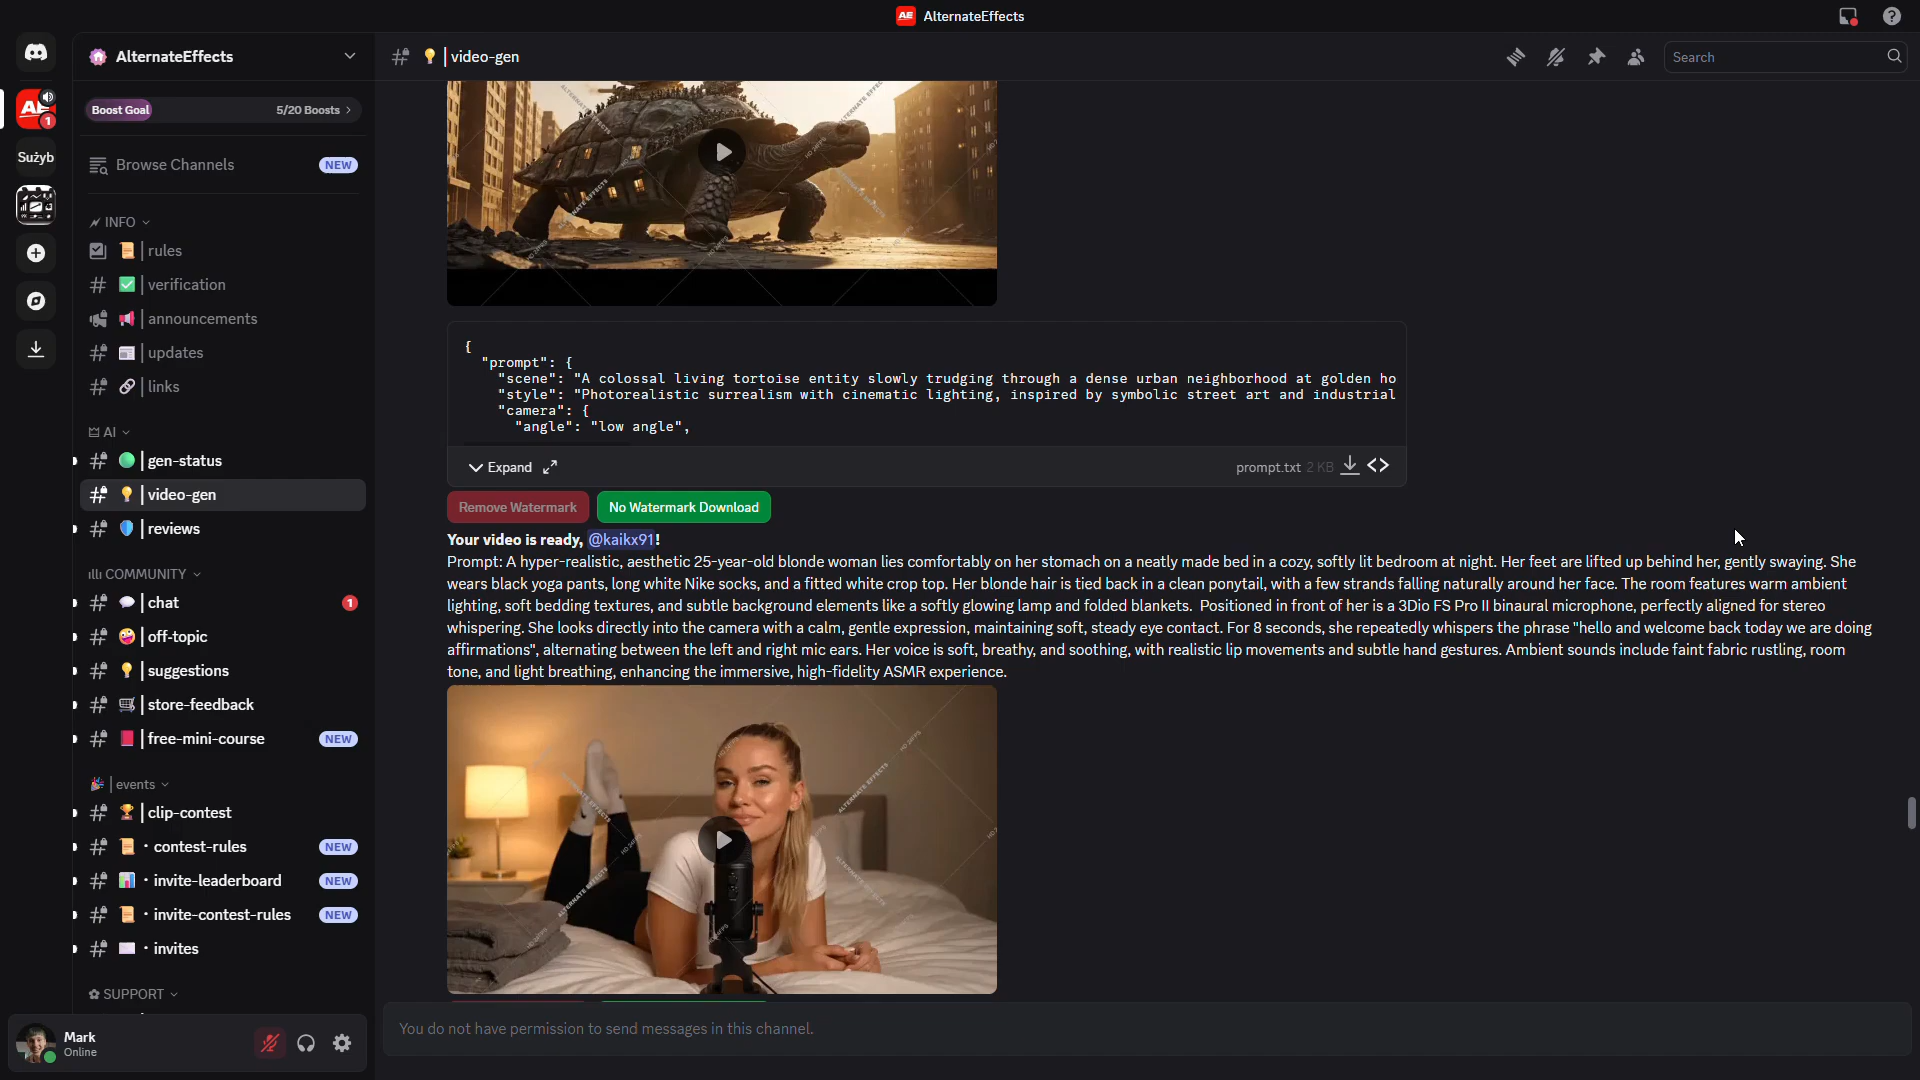 AE AlternateEffects
AlternateEffects
Boost Goal
5/20 Boosts
Browse Channels
NEW
Sużyb
INFO
rules
verification
announcements
updates
links
AI
gen-status
video-gen
reviews
COMMUNITY
chat
1
off-topic
suggestions
store-feedback
free-mini-course
NEW
events
clip-contest
contest-rules
NEW
invite-leaderboard
NEW
invite-contest-rules
NEW
invites
SUPPORT
Mark
Online
video-gen
Search
{
"prompt": {
"scene": "A colossal living tortoise entity slowly trudging through a dense urban neighborhood at golden ho
"style": "Photorealistic surrealism with cinematic lighting, inspired by symbolic street art and industrial
"camera": {
"angle": "low angle",
Expand
prompt.txt 2 KB
Remove Watermark
No Watermark Download
Your video is ready, @kaikx91!
Prompt: A hyper-realistic, aesthetic 25-year-old blonde woman lies comfortably on her stomach on a neatly made bed in a cozy, softly lit bedroom at night. Her feet are lifted up behind her, gently swaying. She
wears black yoga pants, long white Nike socks, and a fitted white crop top. Her blonde hair is tied back in a clean ponytail, with a few strands falling naturally around her face. The room features warm ambient
lighting, soft bedding textures, and subtle background elements like a softly glowing lamp and folded blankets. Positioned in front of her is a 3Dio FS Pro II binaural microphone, perfectly aligned for stereo
whispering. She looks directly into the camera with a calm, gentle expression, maintaining soft, steady eye contact. For 8 seconds, she repeatedly whispers the phrase "hello and welcome back today we are doing
affirmations", alternating between the left and right mic ears. Her voice is soft, breathy, and soothing, with realistic lip movements and subtle hand gestures. Ambient sounds include faint fabric rustling, room
tone, and light breathing, enhancing the immersive, high-fidelity ASMR experience.
ALTERNATE EFFECTS
ALTERNATE EFFECTS
You do not have permission to send messages in this channel.